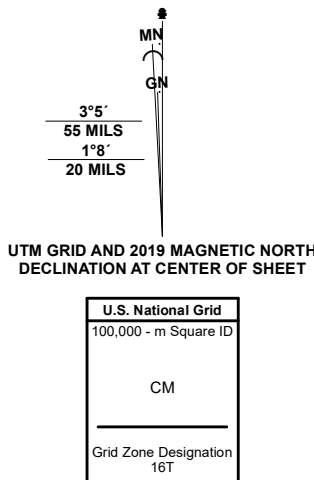 MN
GN
3°5´
55 MILS
1°8´
20 MILS
UTM GRID AND 2019 MAGNETIC NORTH
DECLINATION AT CENTER OF SHEET
U.S. National Grid
100,000 - m Square ID
CM
Grid Zone Designation
16T